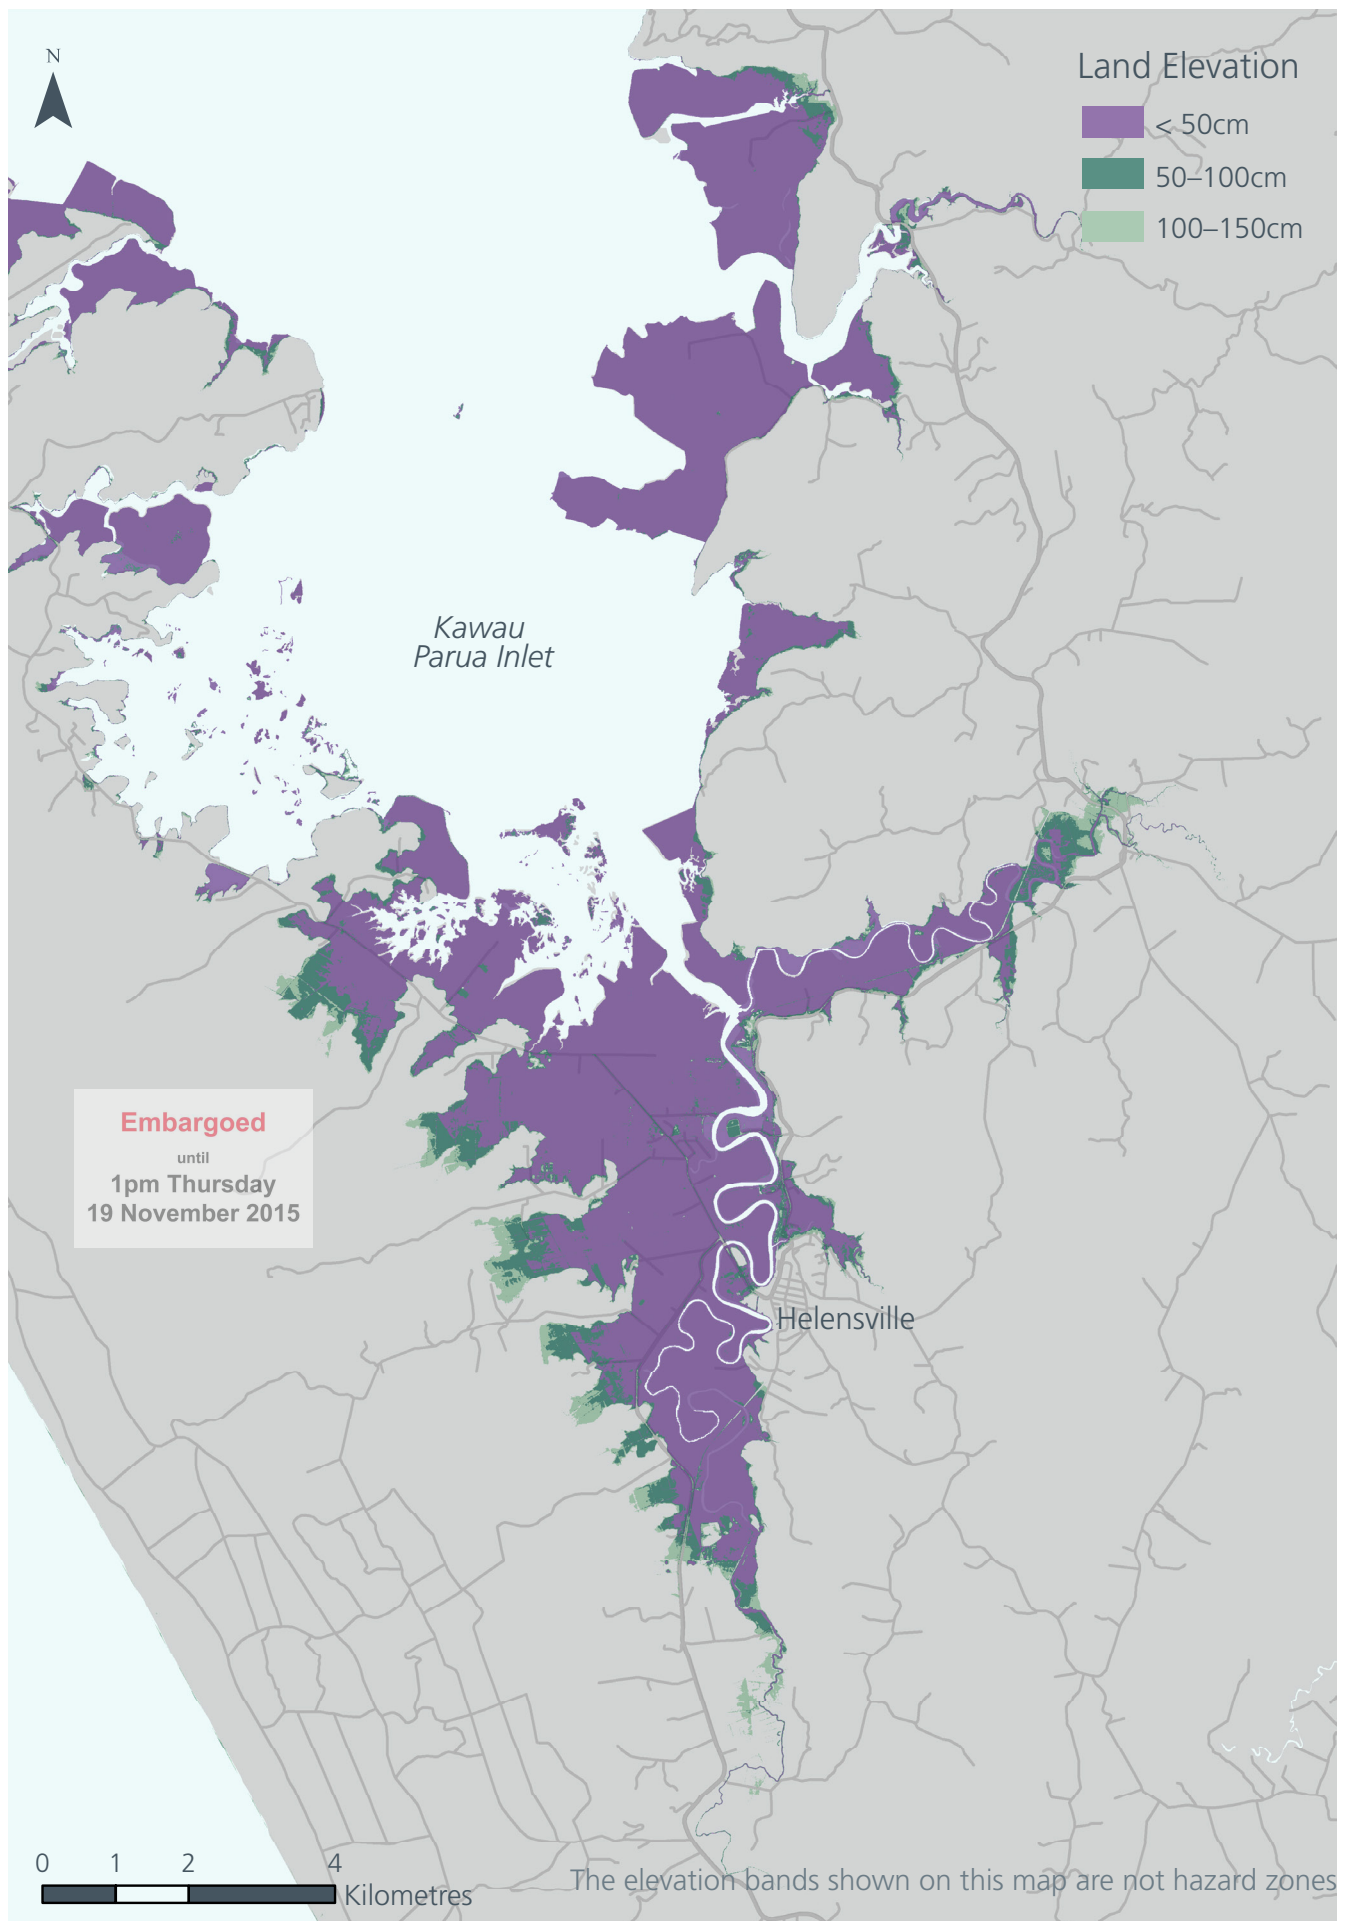 N
Land Elevation
< 50cm
50–100cm
100–150cm
Kawau
Parua Inlet
Embargoed
until
1pm Thursday
19 November 2015
Helensville
0 1 2 4
Kilometres
The elevation bands shown on this map are not hazard zones